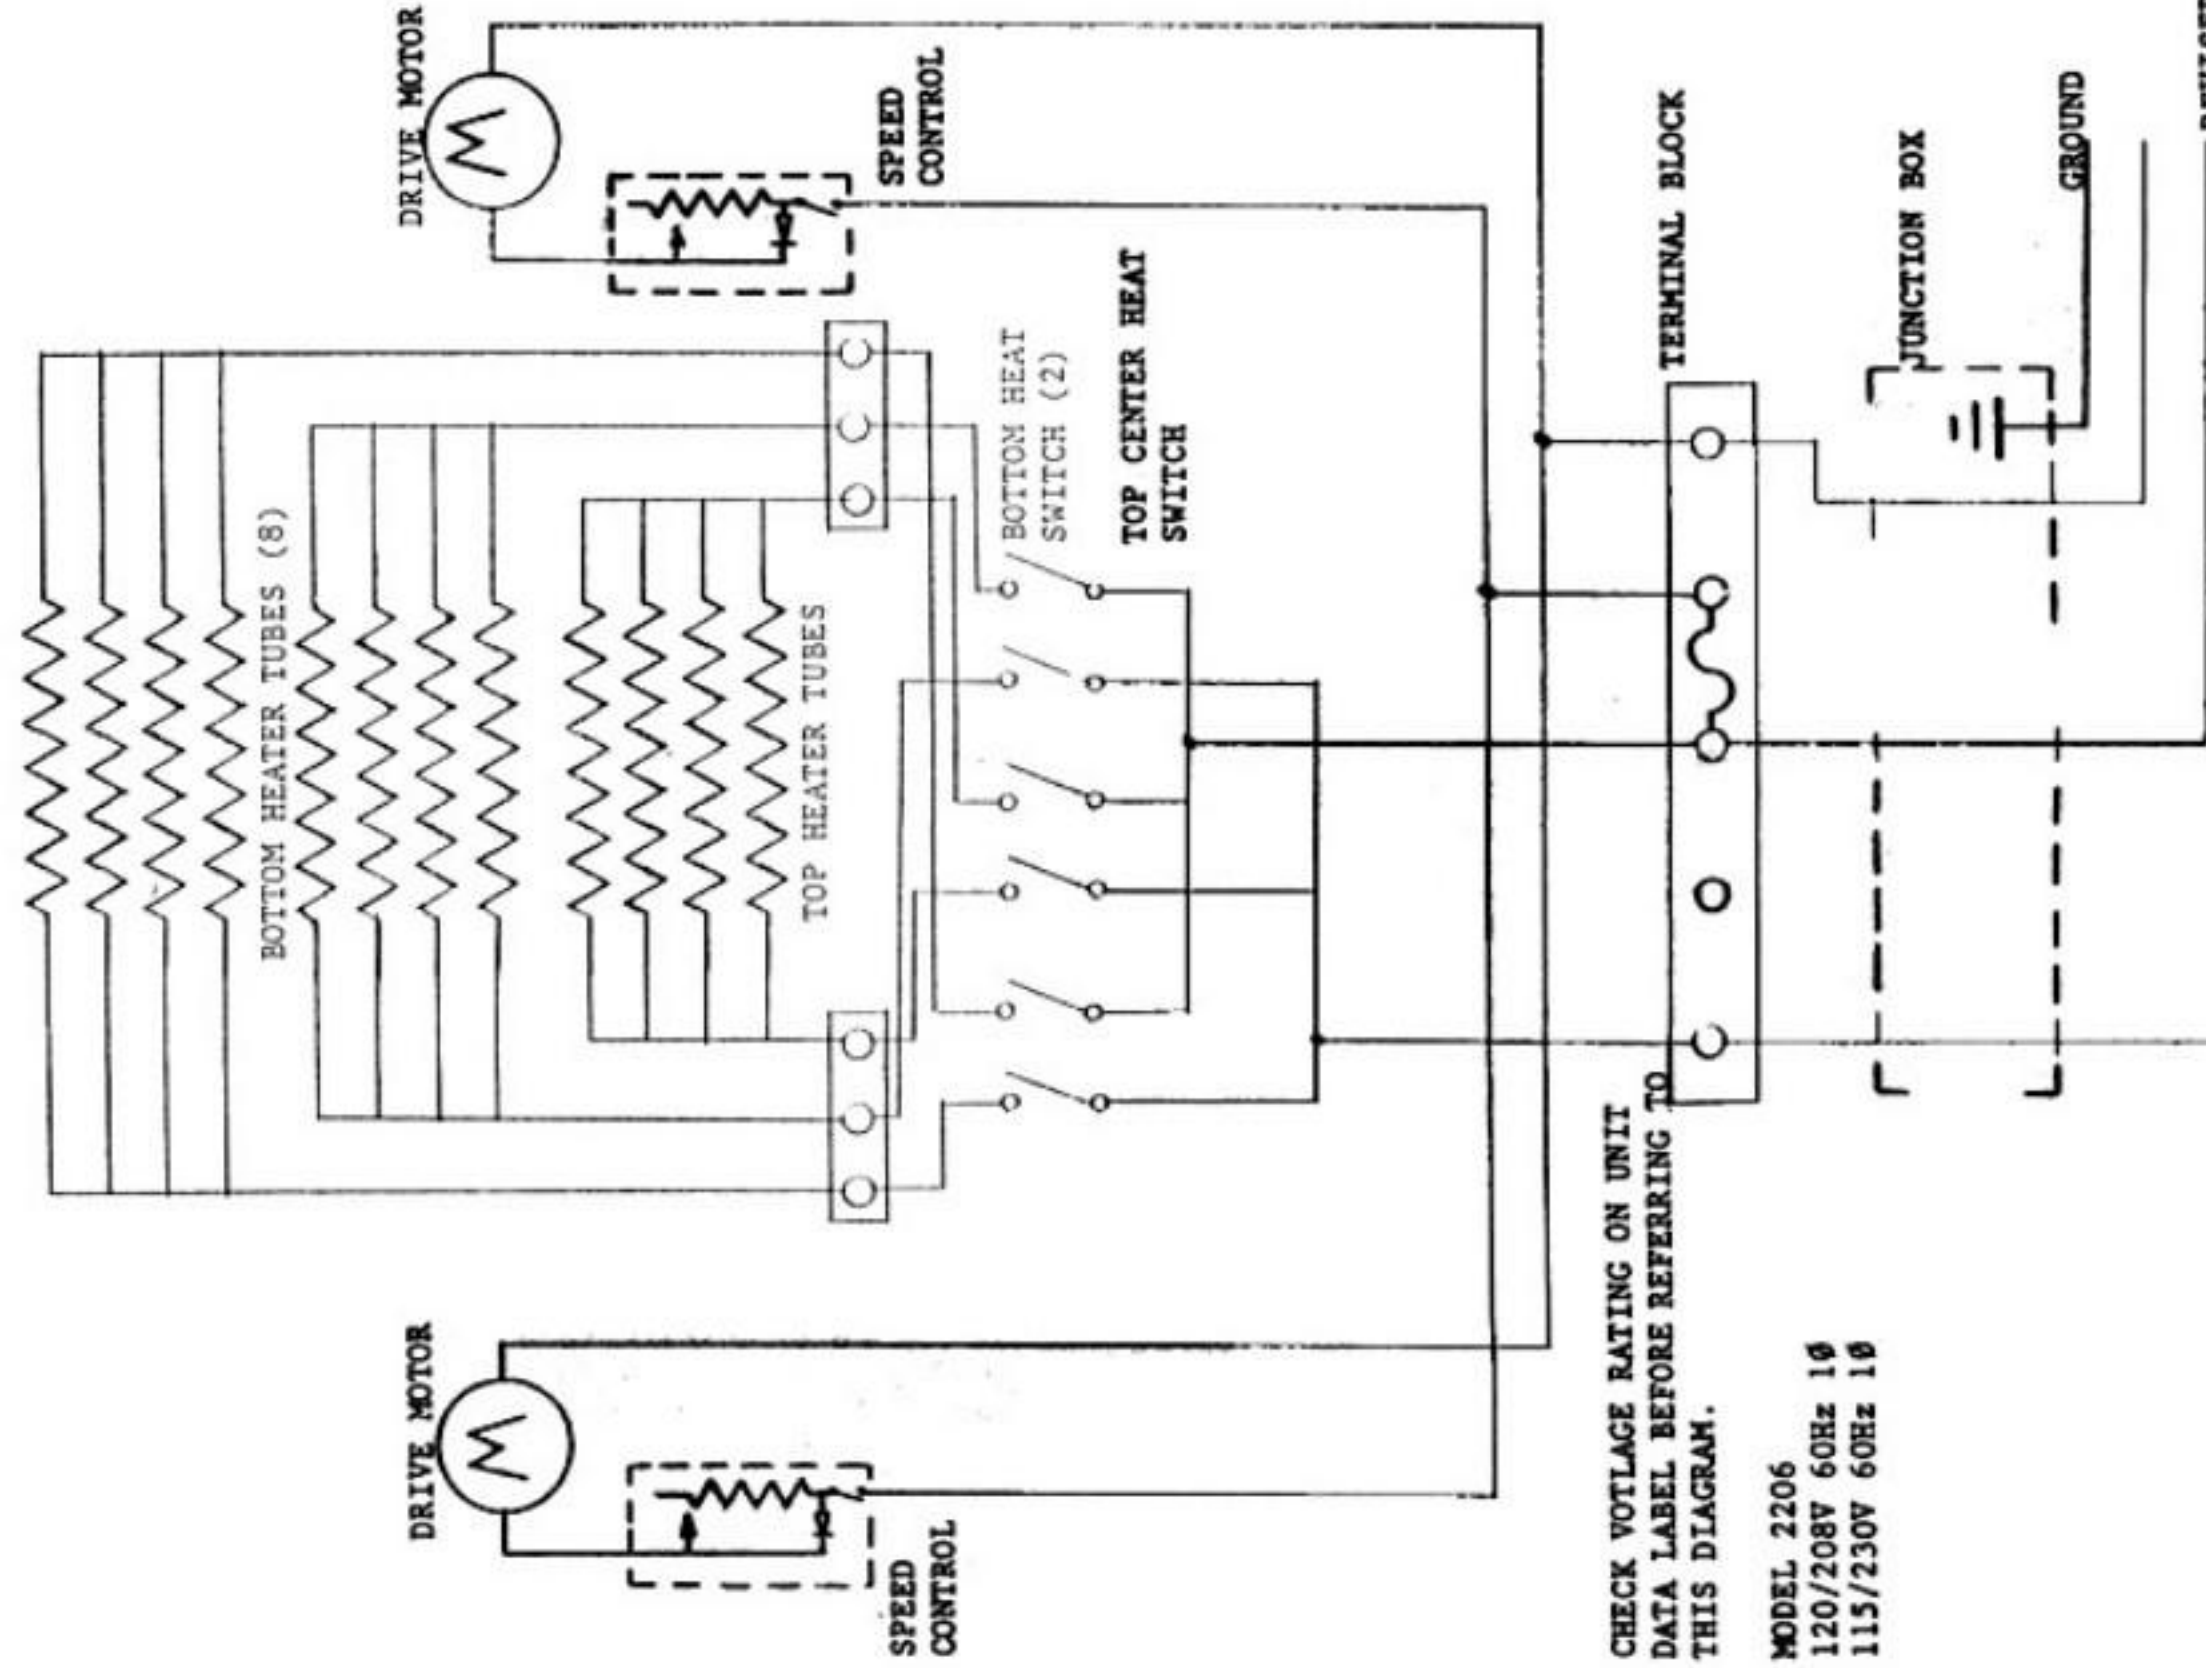 DRIVE MOTOR
SPEED
CONTROL
BOTTOM HEATER TUBES (8)
TOP HEATER TUBES
BOTTOM HEAT
SWITCH (2)
TOP CENTER HEAT
SWITCH
DRIVE MOTOR
SPEED
CONTROL
TERMINAL BLOCK
JUNCTION BOX
GROUND
CHECK VOTLAGE RATING ON UNIT
DATA LABEL BEFORE REFERRING TO
THIS DIAGRAM.
MODEL 2206
120/208V 60Hz 1Ø
115/230V 60Hz 1Ø